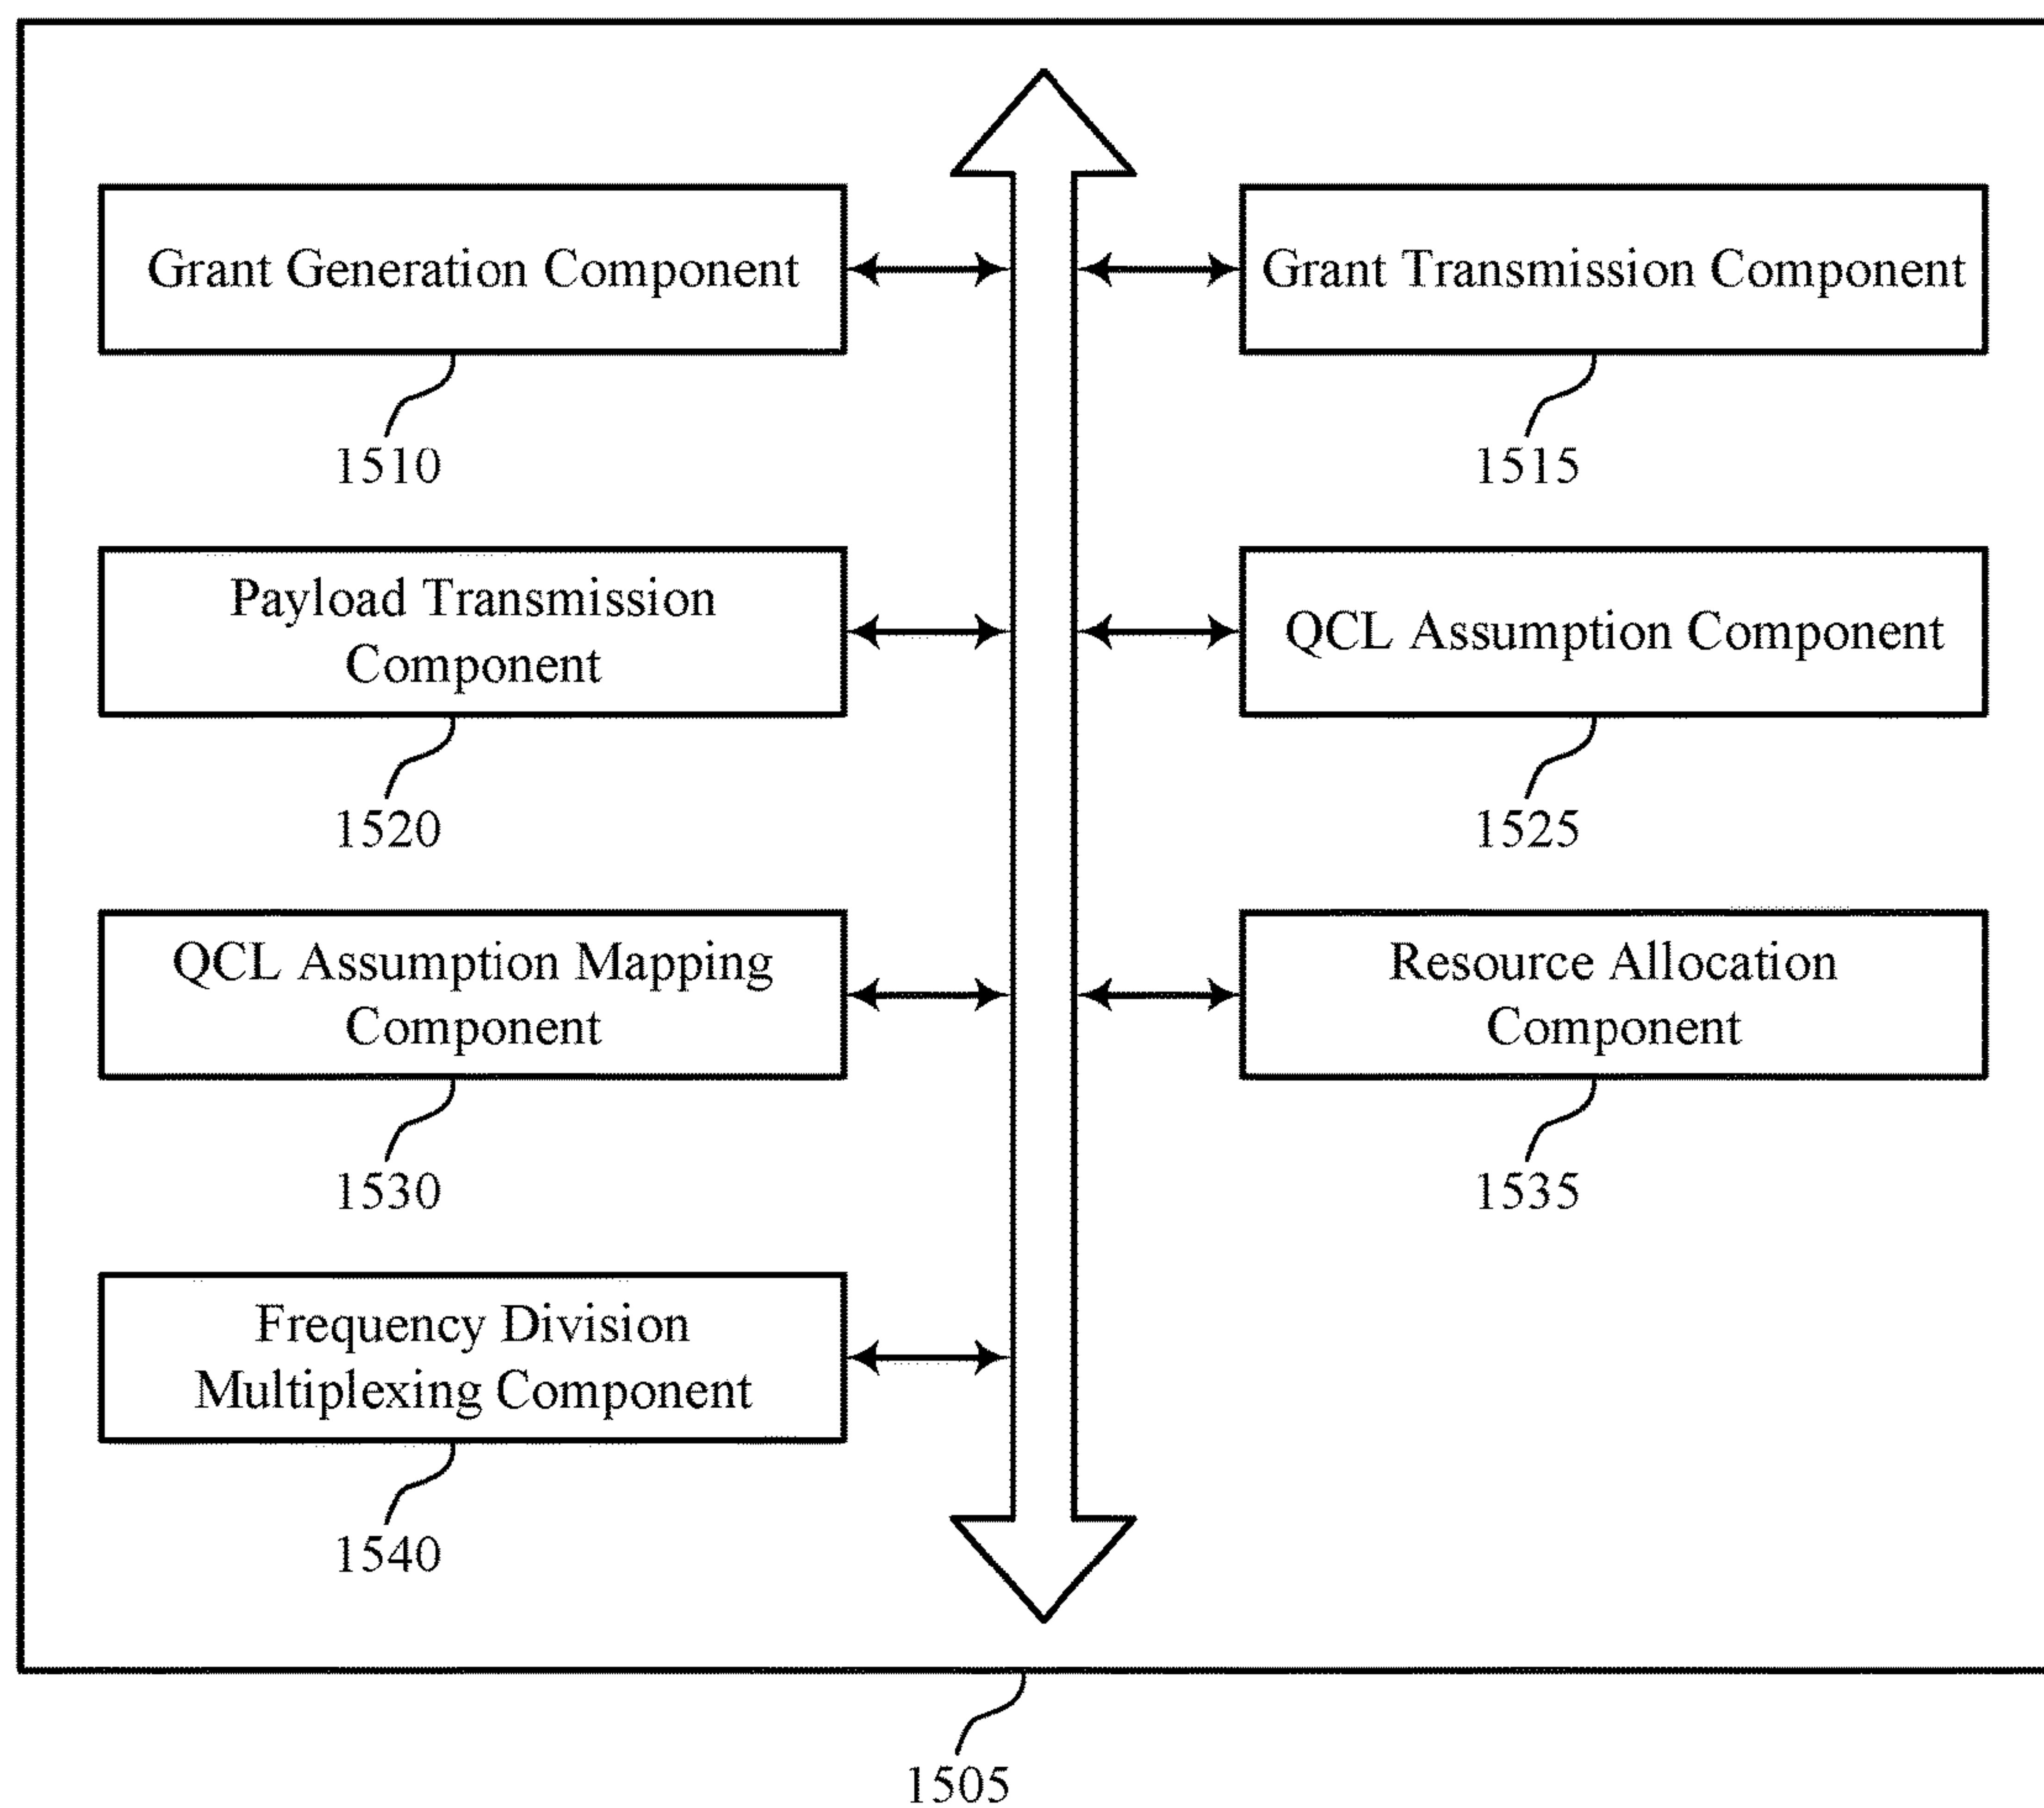 Grant Generation Component
1510
Grant Transmission Component
1515
Payload Transmission
Component
1520
QCL Assumption Component
1525
QCL Assumption Mapping
Component
1530
Resource Allocation
Component
1535
Frequency Division
Multiplexing Component
1540
1505